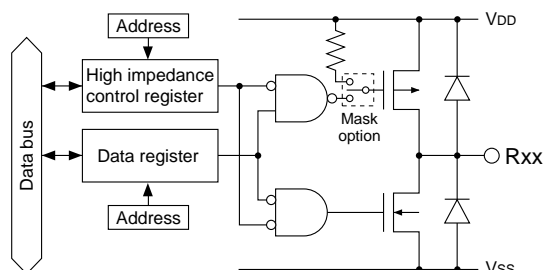 Address
VDD
High impedance
control register
Mask
option
Data bus
Data register
Rxx
Address
VSS